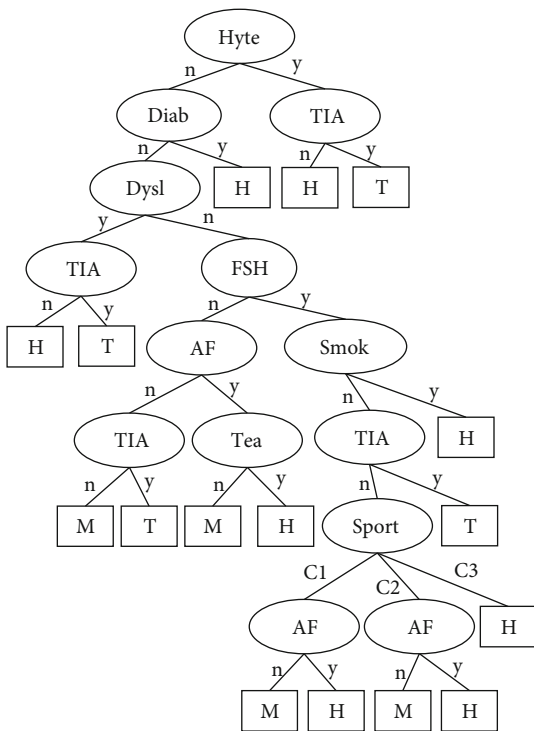 Hyte
n y
Diab TIA
n y n y
Dysl H H T
y n
TIA FSH
n y n y
H T AF Smok
n y n y
TIA Tea TIA H
n y n y n y
M T M H Sport T
C1 C2 C3
AF AF H
n y n y
M H M H